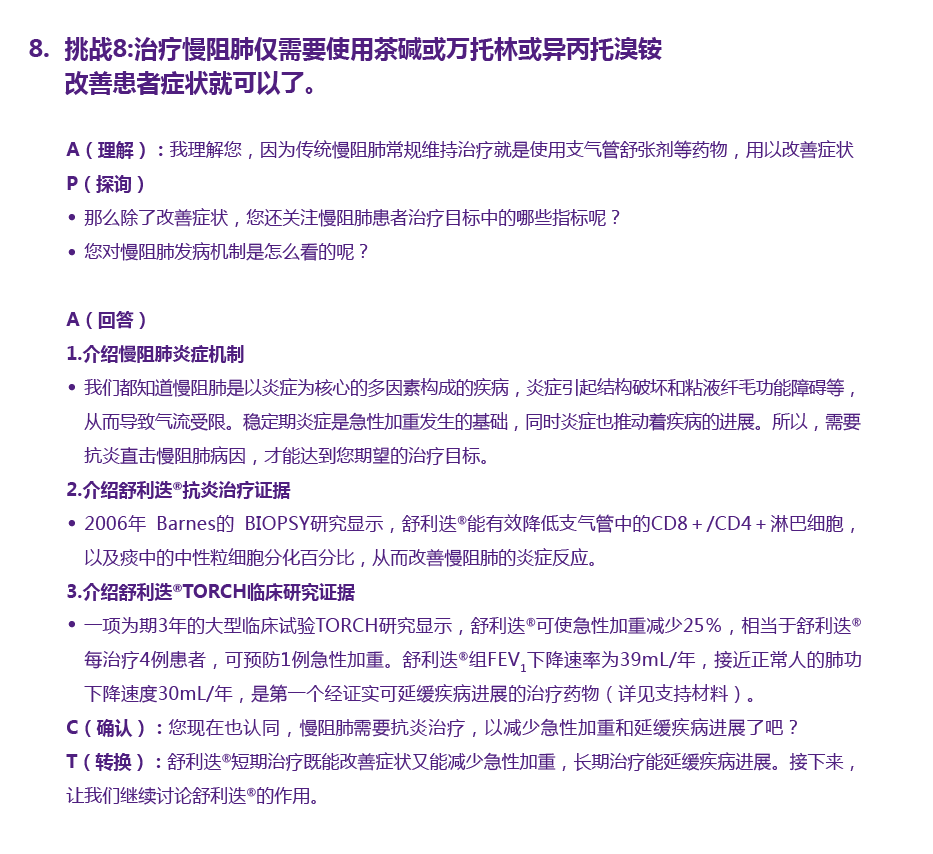 8. 挑战8:治疗慢阻肺仅需要使用茶碱或万托林或异丙托溴铵
改善患者症状就可以了。
A（理解）：我理解您，因为传统慢阻肺常规维持治疗就是使用支气管舒张剂等药物，用以改善症状
P（探询）
• 那么除了改善症状，您还关注慢阻肺患者治疗目标中的哪些指标呢？
• 您对慢阻肺发病机制是怎么看的呢？
A（回答）
1.介绍慢阻肺炎症机制
• 我们都知道慢阻肺是以炎症为核心的多因素构成的疾病，炎症引起结构破坏和粘液纤毛功能障碍等，
从而导致气流受限。稳定期炎症是急性加重发生的基础，同时炎症也推动着疾病的进展。所以，需要
抗炎直击慢阻肺病因，才能达到您期望的治疗目标。
2.介绍舒利迭®抗炎治疗证据
• 2006年 Barnes的 BIOPSY研究显示，舒利迭®能有效降低支气管中的CD8＋/CD4＋淋巴细胞，
以及痰中的中性粒细胞分化百分比，从而改善慢阻肺的炎症反应。
3.介绍舒利迭®TORCH临床研究证据
• 一项为期3年的大型临床试验TORCH研究显示，舒利迭®可使急性加重减少25%，相当于舒利迭®
每治疗4例患者，可预防1例急性加重。舒利迭®组FEV1下降速率为39mL/年，接近正常人的肺功
下降速度30mL/年，是第一个经证实可延缓疾病进展的治疗药物（详见支持材料）。
C（确认）：您现在也认同，慢阻肺需要抗炎治疗，以减少急性加重和延缓疾病进展了吧？
T（转换）：舒利迭®短期治疗既能改善症状又能减少急性加重，长期治疗能延缓疾病进展。接下来，
让我们继续讨论舒利迭®的作用。